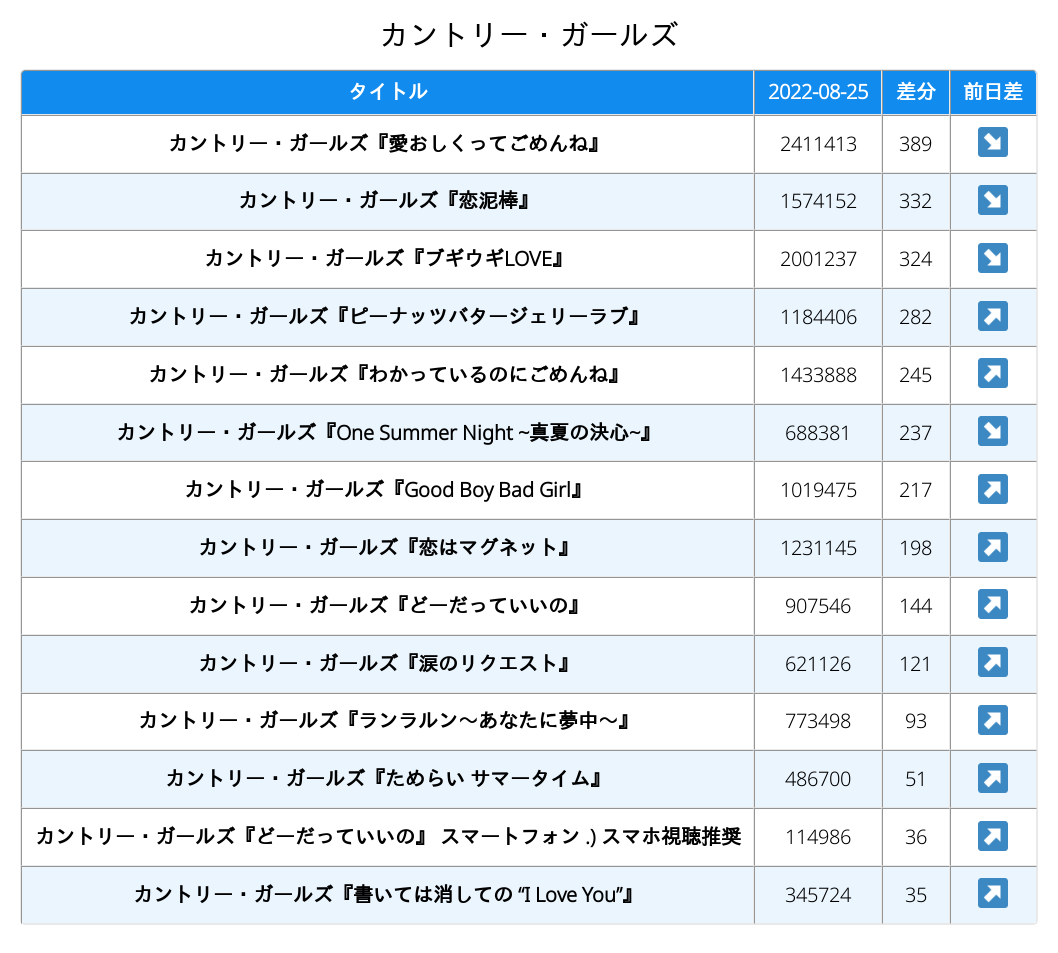 カントリー・ガールズ
タイトル 2022-08-25 差分 前日差
カントリー・ガールズ『愛おしくってごめんね』 2411413 389
カントリー・ガールズ『恋泥棒』 1574152 332
カントリー・ガールズ『ブギウギLOVE』 2001237 324
カントリー・ガールズ『ピーナッツバタージェリーラブ』 1184406 282
カントリー・ガールズ『わかっているのにごめんね』 1433888 245
カントリー・ガールズ『One Summer Night ~真夏の決心~』 688381 237
カントリー・ガールズ『Good Boy Bad Girl』 1019475 217
カントリー・ガールズ『恋はマグネット』 1231145 198
カントリー・ガールズ『どーだっていいの』 907546 144
カントリー・ガールズ『涙のリクエスト』 621126 121
カントリー・ガールズ『ランラルン〜あなたに夢中〜』 773498 93
カントリー・ガールズ『ためらい サマータイム』 486700 51
カントリー・ガールズ『どーだっていいの』 スマートフォン .) スマホ視聴推奨 114986 36
カントリー・ガールズ『書いては消しての “I Love You”』 345724 35